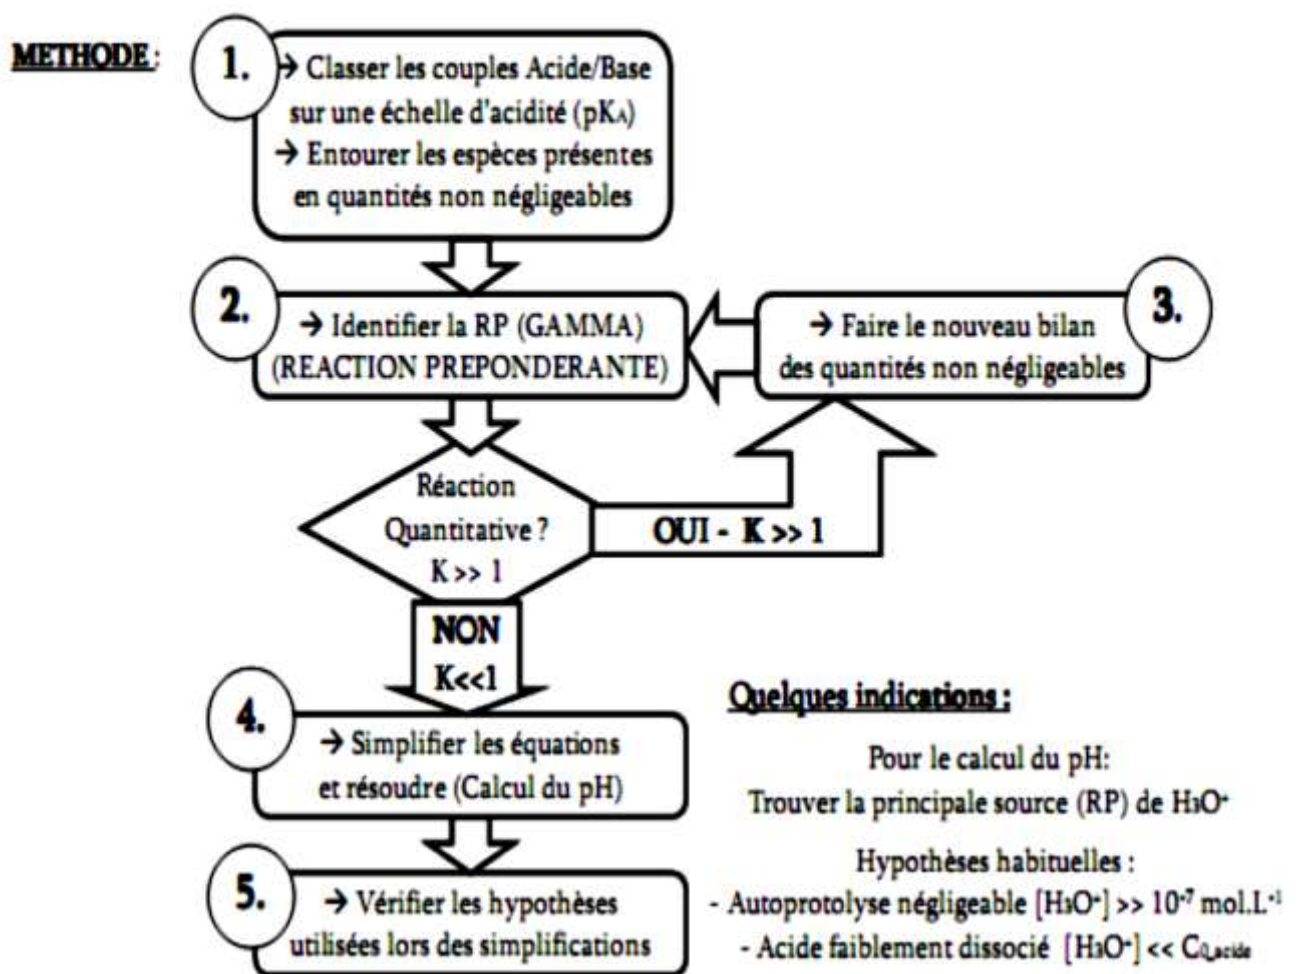 METHODE :
1.
→ Classer les couples Acide/Base
sur une échelle d'acidité (pKA)
→ Entourer les espèces présentes
en quantités non négligeables
2.
→ Identifier la RP (GAMMA)
(REACTION PREPONDERANTE)
3.
→ Faire le nouveau bilan
des quantités non négligeables
Réaction
Quantitative ?
K >> 1
OUI - K >> 1
NON
K<<1
4.
→ Simplifier les équations
et résoudre (Calcul du pH)
5.
→ Vérifier les hypothèses
utilisées lors des simplifications
Quelques indications :
Pour le calcul du pH:
Trouver la principale source (RP) de H₃O⁺
Hypothèses habituelles :
- Autoprotolyse négligeable [H₃O⁺] >> 10⁻⁷ mol.L⁻¹
- Acide faiblement dissocié [H₃O⁺] << C0,acide